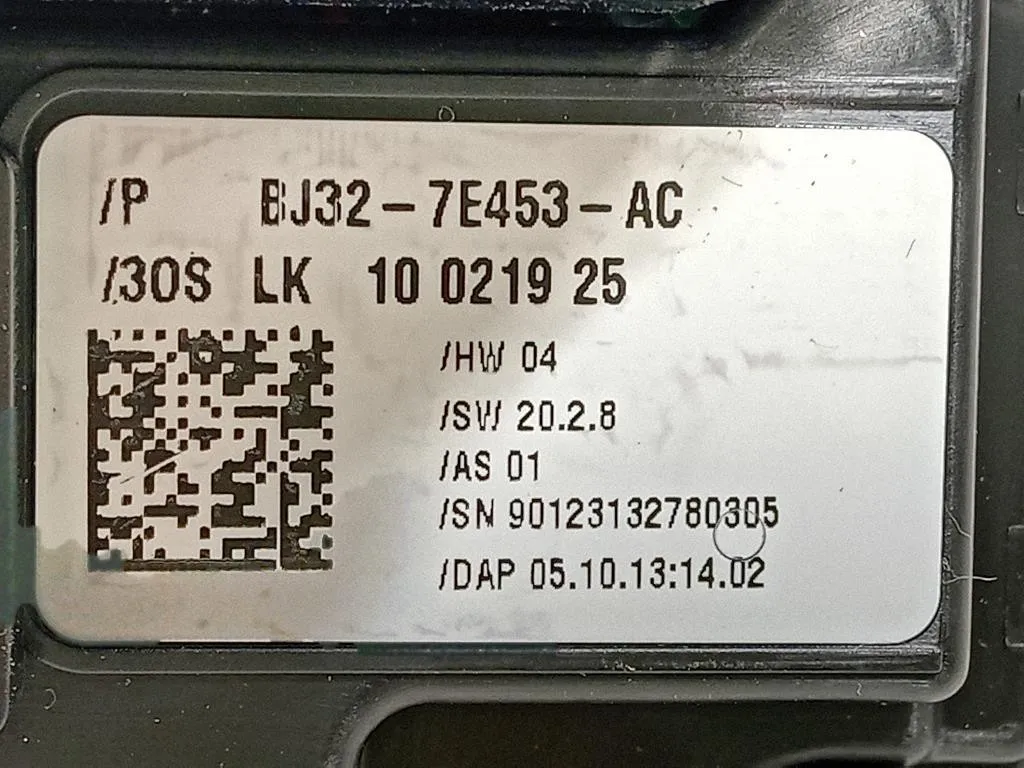 /P BJ32-7E453-AC
/30S LK 10 0219 25
/HW 04
/SW 20.2.8
/AS 01
/SN 90123132780305
/DAP 05.10.13:14.02